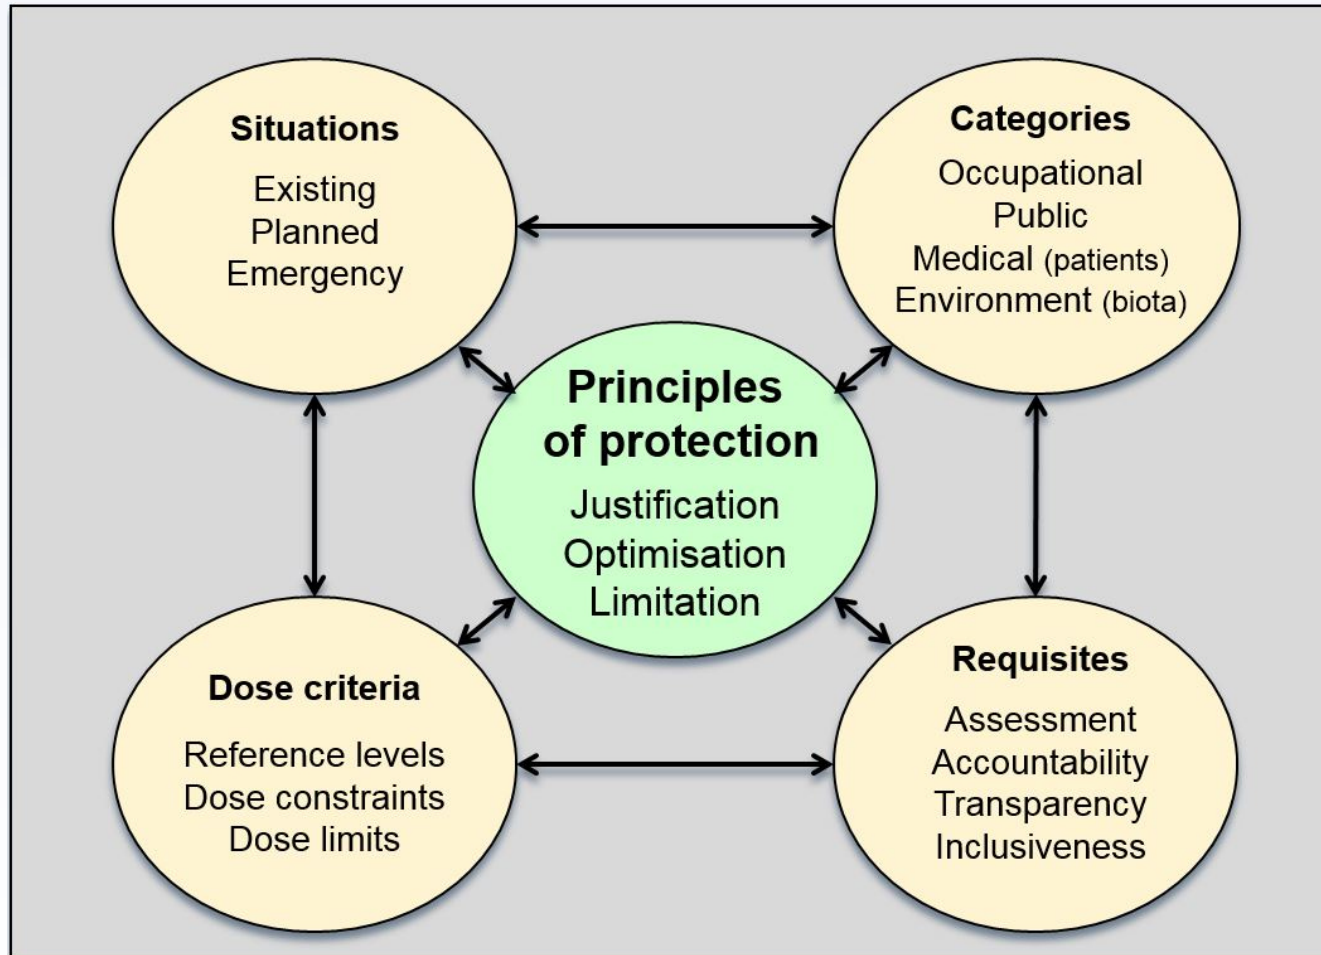 Situations
Existing
Planned
Emergency
Categories
Occupational
Public
Medical (patients)
Environment (biota)
Principles
of protection
Justification
Optimisation
Limitation
Dose criteria
Reference levels
Dose constraints
Dose limits
Requisites
Assessment
Accountability
Transparency
Inclusiveness